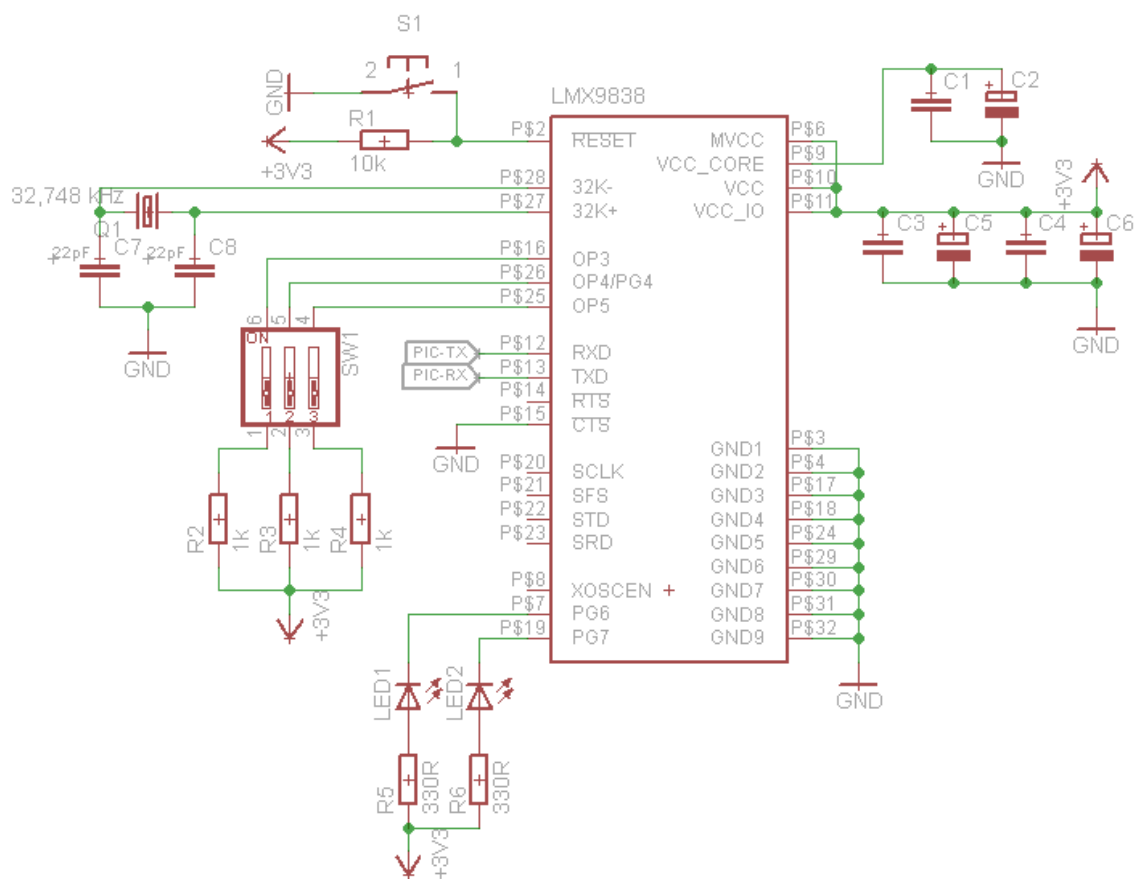 S1
GND
2
1
R1
10k
+3V3
LMX9838
32,748 kHz
Q1
22pF
C7
22pF
C8
GND
P$2
RESET
P$28
32K-
P$27
32K+
P$16
OP3
P$26
OP4/PG4
P$25
OP5
P$12
RXD
P$13
TXD
P$14
RTS
P$15
CTS
P$20
SCLK
P$21
SFS
P$22
STD
P$23
SRD
P$8
XOSCEN
P$7
PG6
P$19
PG7
PIC-TX
PIC-RX
GND
6
5
4
ON
SW1
1
2
3
1
2
3
R2
1k
R3
1k
R4
1k
+3V3
LED1
LED2
R5
330R
R6
330R
+3V3
MVCC
P$6
VCC_CORE
P$9
VCC
P$10
VCC_IO
P$11
C1
C2
GND
+3V3
C3
C5
C4
C6
GND
GND1
P$3
GND2
P$4
GND3
P$17
GND4
P$18
GND5
P$24
GND6
P$29
GND7
P$30
GND8
P$31
GND9
P$32
GND